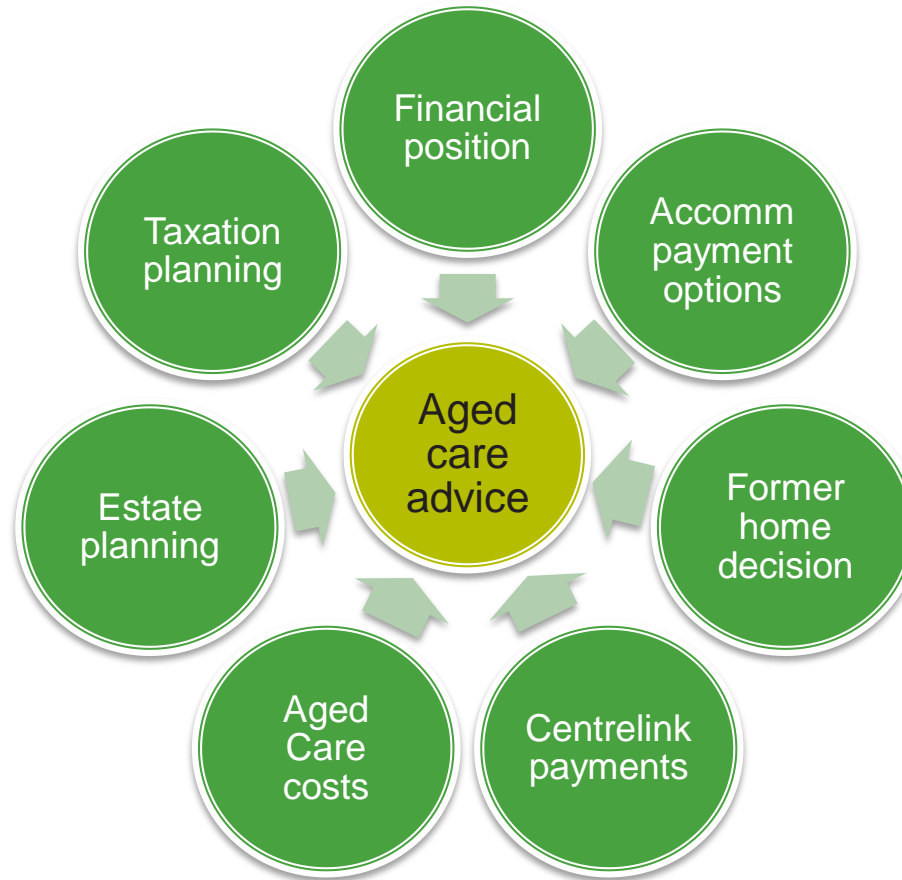 Financial
position
Accomm
payment
options
Former
home
decision
Centrelink
payments
Aged
Care
costs
Estate
planning
Taxation
planning
Aged
care
advice